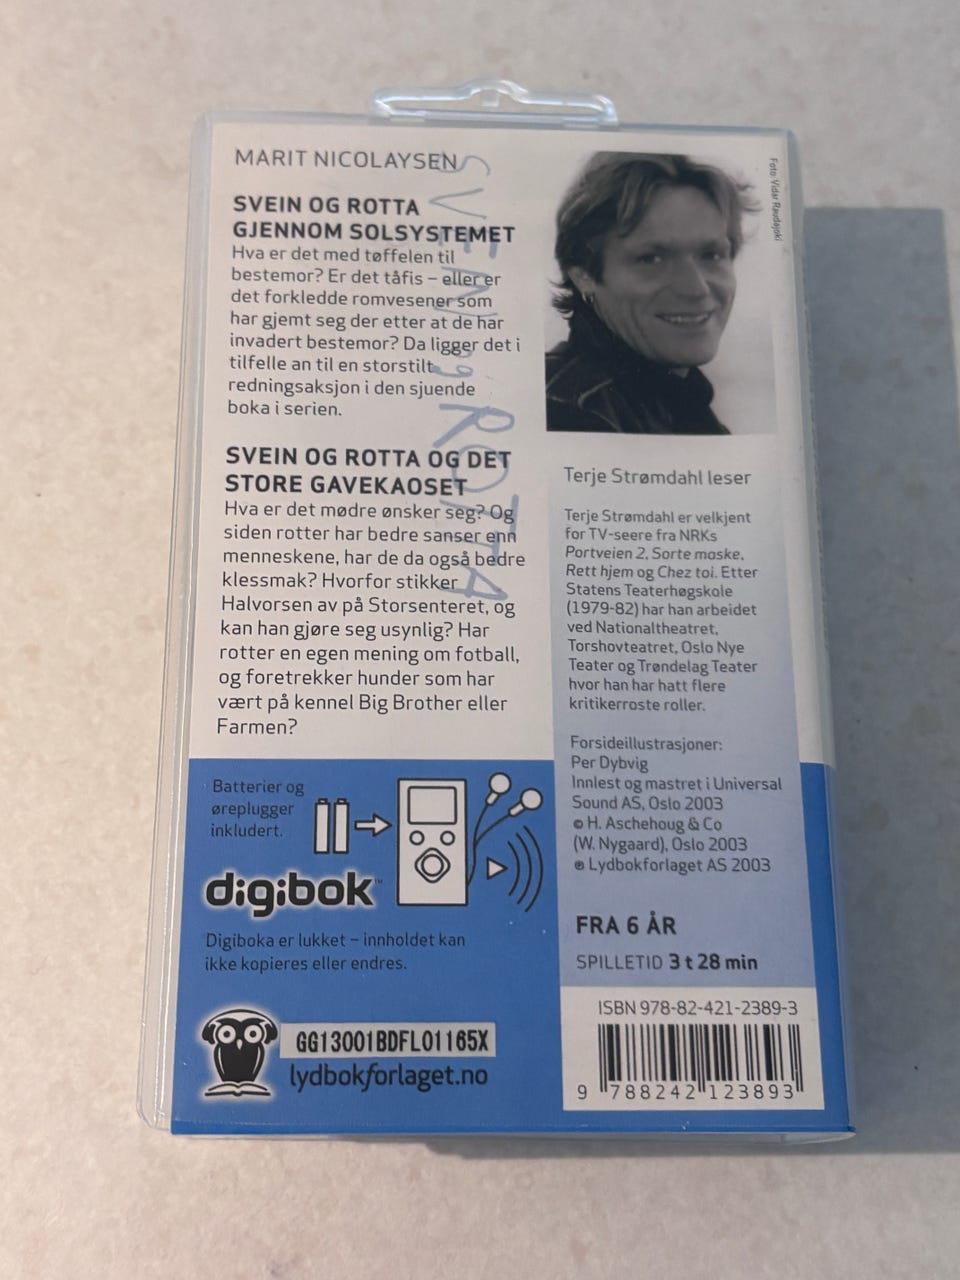 MARIT NICOLAYSEN
SVEIN OG ROTTA
GJENNOM SOLSYSTEMET
Hva er det med tøffelen til
bestemor? Er det tåfis – eller er
det forkledde romvesener som
har gjemt seg der etter at de har
invadert bestemor? Da ligger det i
tilfelle an til en storstilt
redningsaksjon i den sjuende
boka i serien.
SVEIN OG ROTTA OG DET
STORE GAVEKAOSET
Hva er det mødre ønsker seg? Og
siden rotter har bedre sanser enn
menneskene, har de da også bedre
klessmak? Hvorfor stikker
Halvorsen av på Storsenteret, og
kan han gjøre seg usynlig? Har
rotter en egen mening om fotball,
og foretrekker hunder som har
vært på kennel Big Brother eller
Farmen?
SVEIN og ROTTA
Foto: Vidar Raudajoki
Terje Strømdahl leser
Terje Strømdahl er velkjent
for TV-seere fra NRKs
Portveien 2, Sorte maske,
Rett hjem og Chez toi. Etter
Statens Teaterhøgskole
(1979-82) har han arbeidet
ved Nationaltheatret,
Torshovteatret, Oslo Nye
Teater og Trøndelag Teater
hvor han har hatt flere
kritikerroste roller.
Forsideillustrasjoner:
Per Dybvig
Innlest og mastret i Universal
Sound AS, Oslo 2003
© H. Aschehoug & Co
(W. Nygaard), Oslo 2003
℗ Lydbokforlaget AS 2003
FRA 6 ÅR
SPILLETID 3 t 28 min
Batterier og
øreplugger
inkludert.
digibok™
Digiboka er lukket – innholdet kan
ikke kopieres eller endres.
GG13001BDFL01165X
lydbokforlaget.no
ISBN 978-82-421-2389-3
9 788242 123893